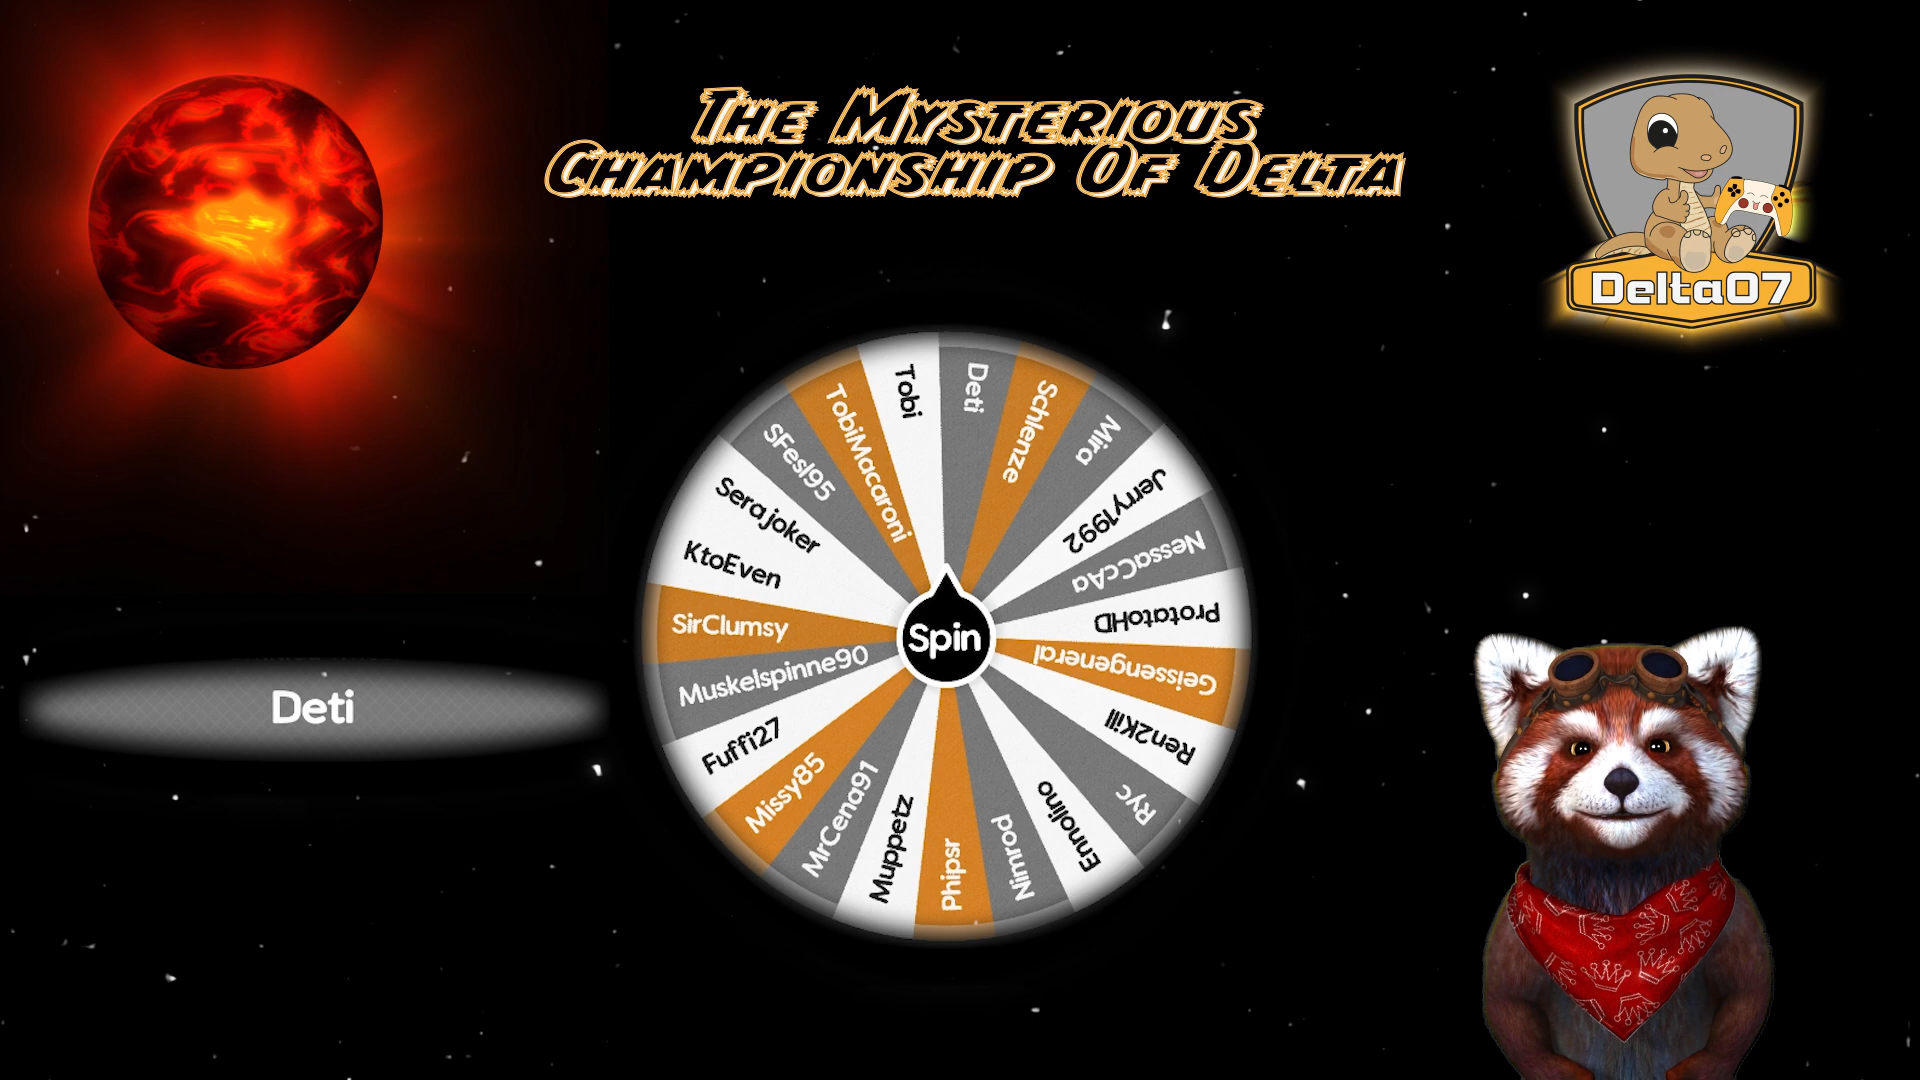 The Mysterious
Championship Of Delta
Delta07
Deti
Schlenze
Mira
Jerry1992
NessaCcAa
ProtatoHD
Geissengeneral
Ren2Kill
Ryc
Ennolino
Nimrod
Phipsr
Muppetz
MrCena91
Missy85
Fuffi27
Muskelspinne90
SirClumsy
KtoEven
Serajoker
SFesl95
TobiMacaroni
Tobi
Spin
Deti